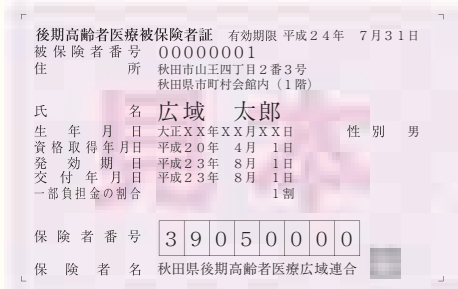 後期高齢者医療被保険者証　有効期限 平成24年　7月31日
被保険者番号　00000001
住所　秋田市山王四丁目2番3号
秋田県市町村会館内（1階）
氏名　広域　太郎
生年月日　大正XX年XX月XX日　性別　男
資格取得年月日　平成20年　4月　1日
発効期日　平成23年　8月　1日
交付年月日　平成23年　8月　1日
一部負担金の割合　1割
保険者番号　39050000
保険者名　秋田県後期高齢者医療広域連合